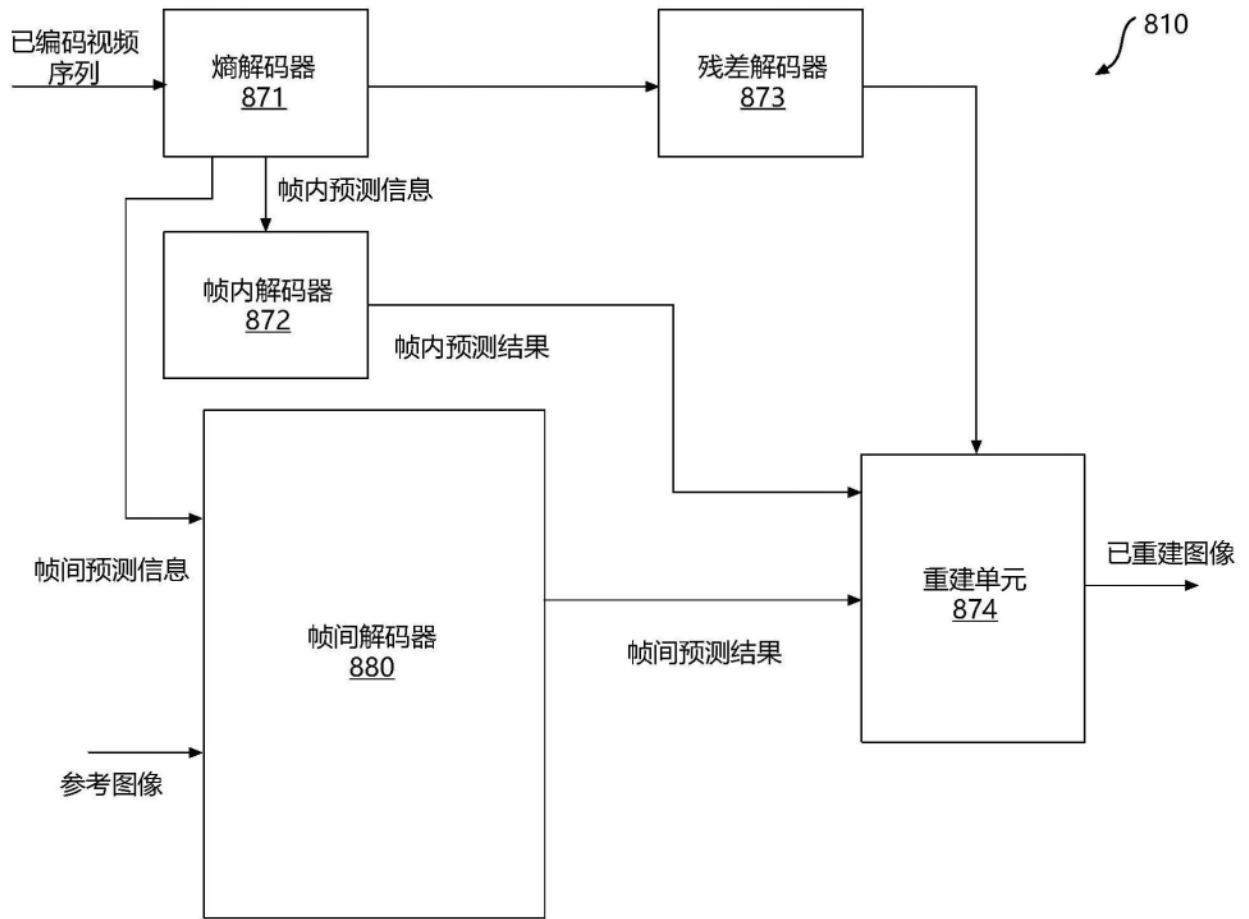 已编码视频
序列
熵解码器
871
残差解码器
873
810
帧内预测信息
帧内解码器
872
帧内预测结果
帧间预测信息
帧间解码器
880
帧间预测结果
重建单元
874
已重建图像
参考图像